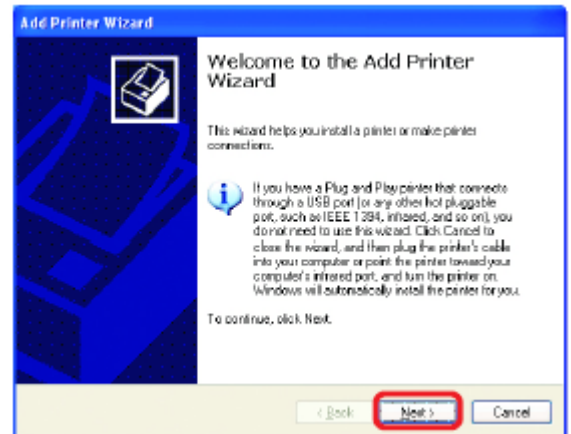 Add Printer Wizard
Welcome to the Add Printer
Wizard
This wizard helps you install a printer or make printer
connections.
If you have a Plug and Play printer that connects
through a USB port (or any other hot pluggable
port, such as IEEE 1394, infrared, and so on), you
do not need to use this wizard. Click Cancel to
close the wizard, and then plug the printer's cable
into your computer or point the printer toward your
computer's infrared port, and turn the printer on.
Windows will automatically install the printer for you.
To continue, click Next.
< Back
Next >
Cancel